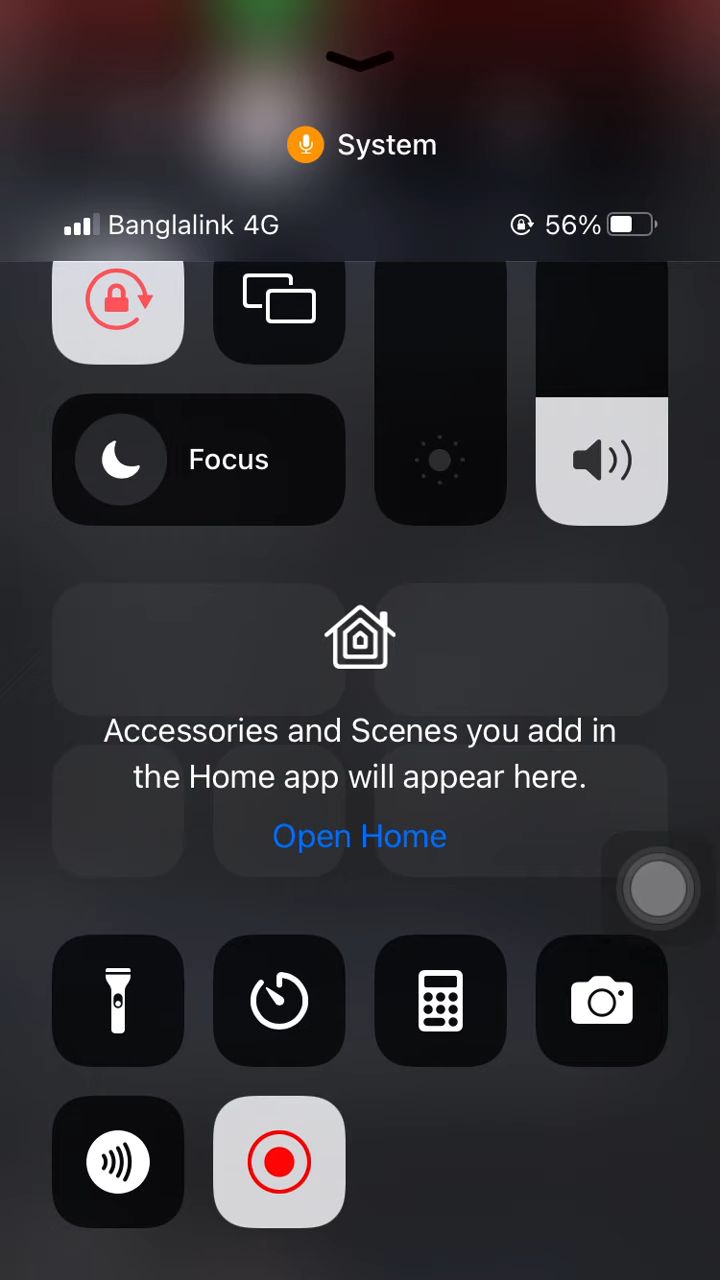 System
Banglalink 4G
56%
Focus
Accessories and Scenes you add in
the Home app will appear here.
Open Home